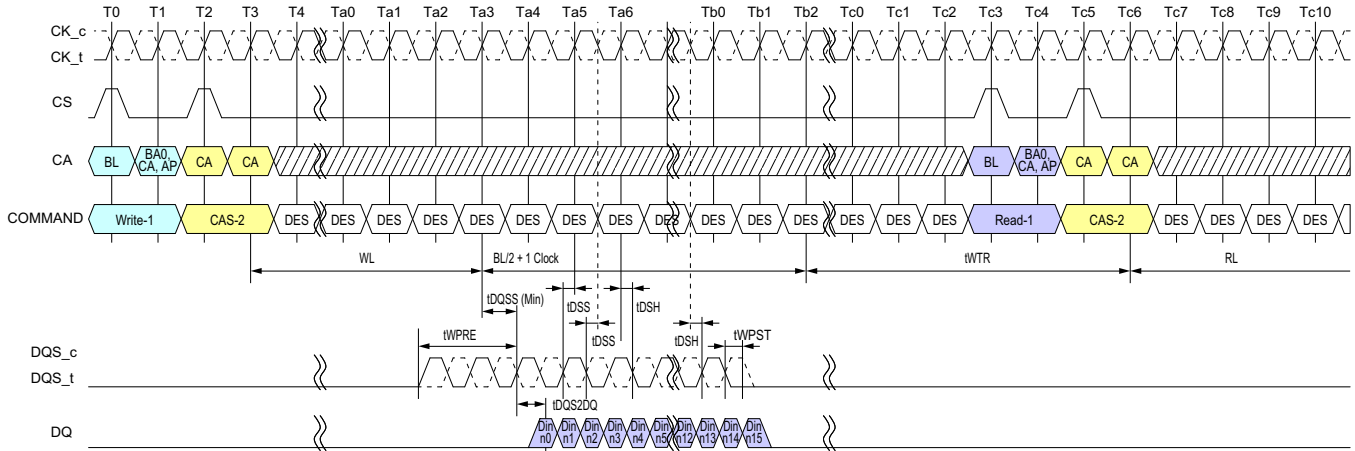 T0 T1 T2 T3 T4 Ta0 Ta1 Ta2 Ta3 Ta4 Ta5 Ta6 Tb0 Tb1 Tb2 Tc0 Tc1 Tc2 Tc3 Tc4 Tc5 Tc6 Tc7 Tc8 Tc9 Tc10
CK_c
CK_t
CS
CA BL BA0, CA, AP CA CA BL BA0, CA, AP CA CA
COMMAND Write-1 CAS-2 DES DES DES DES DES DES DES DES DES DES DES DES DES DES DES Read-1 CAS-2 DES DES DES DES
WL BL/2 + 1 Clock tWTR RL
tDQSS (Min) tDSS tDSH
tWPRE tDSS tDSH tWPST
DQS_c
DQS_t
tDQS2DQ
DQ Din n0 Din n1 Din n2 Din n3 Din n4 Din n5 Din n12 Din n13 Din n14 Din n15